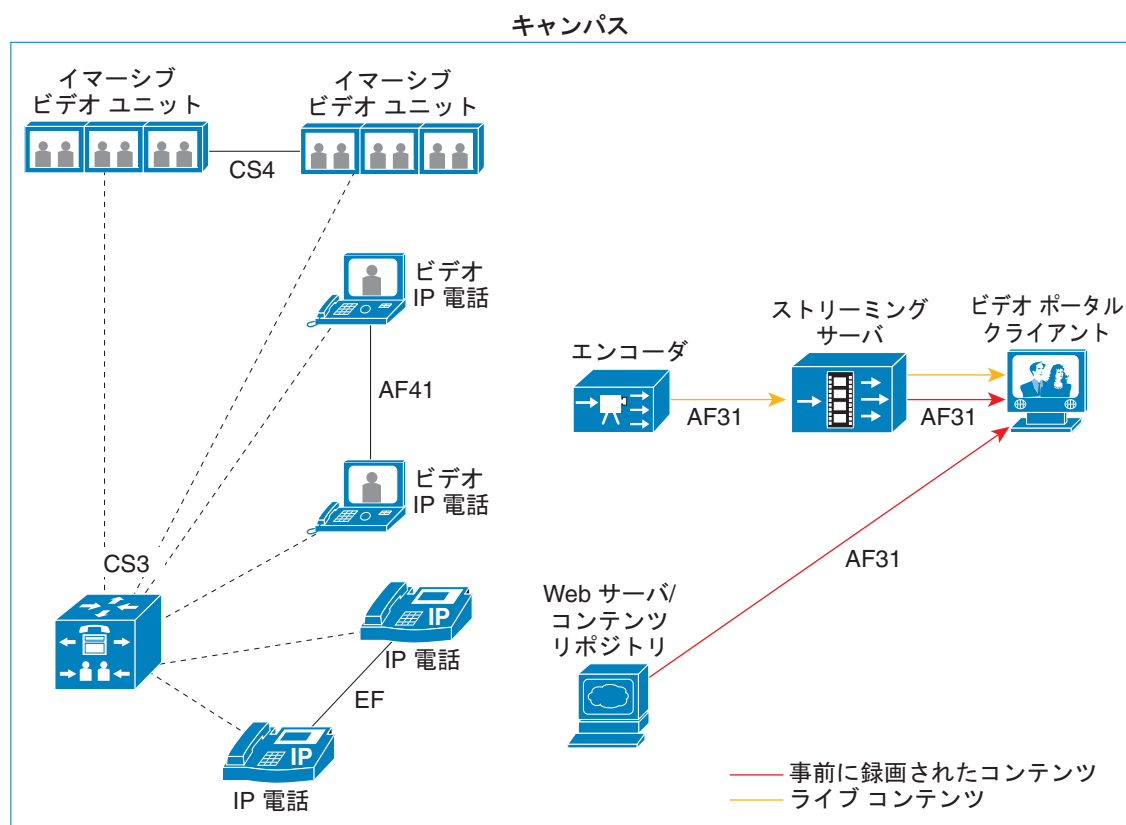 キャンパス
イマーシブ
ビデオ ユニット
イマーシブ
ビデオ ユニット
CS4
ビデオ
IP 電話
AF41
ビデオ
IP 電話
CS3
IP
IP 電話
EF
IP
IP 電話
エンコーダ
AF31
ストリーミング
サーバ
AF31
ビデオ ポータル
クライアント
AF31
Web サーバ/
コンテンツ
リポジトリ
事前に録画されたコンテンツ
ライブ コンテンツ